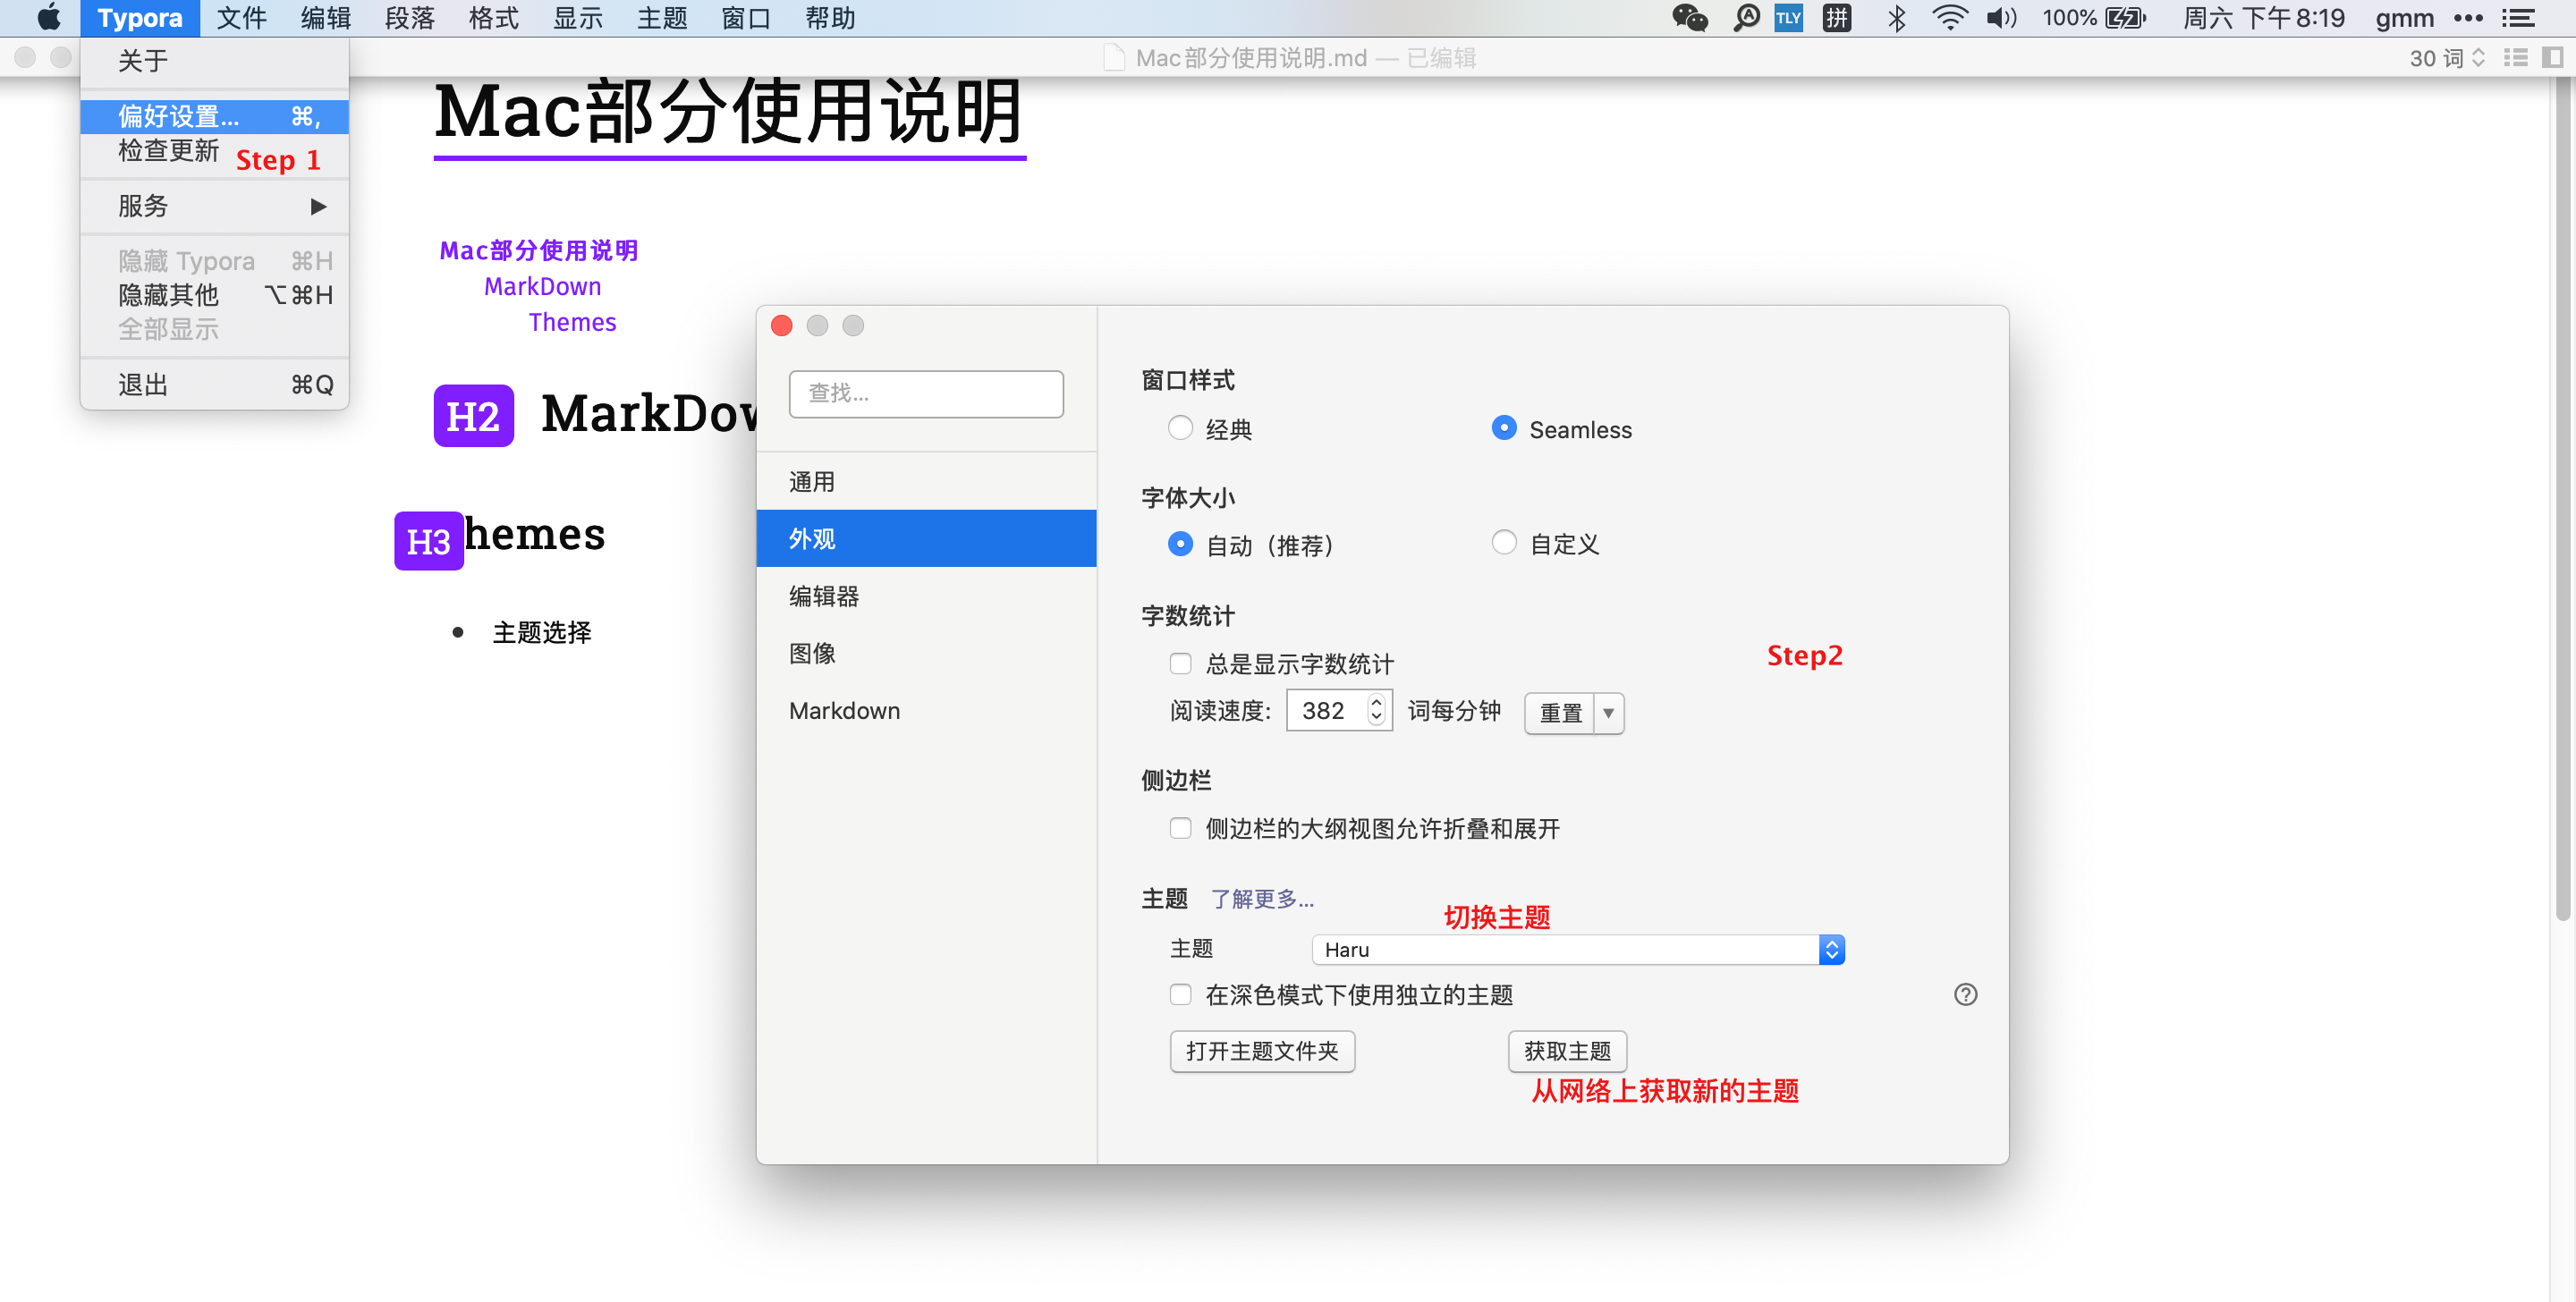 Typora 文件 编辑 段落 格式 显示 主题 窗口 帮助 TLY 拼 100% 周六 下午8:19 gmm
Mac部分使用说明.md — 已编辑 30 词
关于
偏好设置... ⌘,
检查更新 Step 1
服务 ▶
隐藏 Typora ⌘H
隐藏其他 ⌥⌘H
全部显示
退出 ⌘Q
Mac部分使用说明
Mac部分使用说明
MarkDown
Themes
H2 MarkDow
H3 hemes
• 主题选择
查找...
通用
外观
编辑器
图像
Markdown
窗口样式
经典 Seamless
字体大小
自动（推荐） 自定义
字数统计
总是显示字数统计 Step2
阅读速度: 382 词每分钟 重置
侧边栏
侧边栏的大纲视图允许折叠和展开
主题 了解更多...
切换主题
主题 Haru
在深色模式下使用独立的主题 ?
打开主题文件夹 获取主题
从网络上获取新的主题